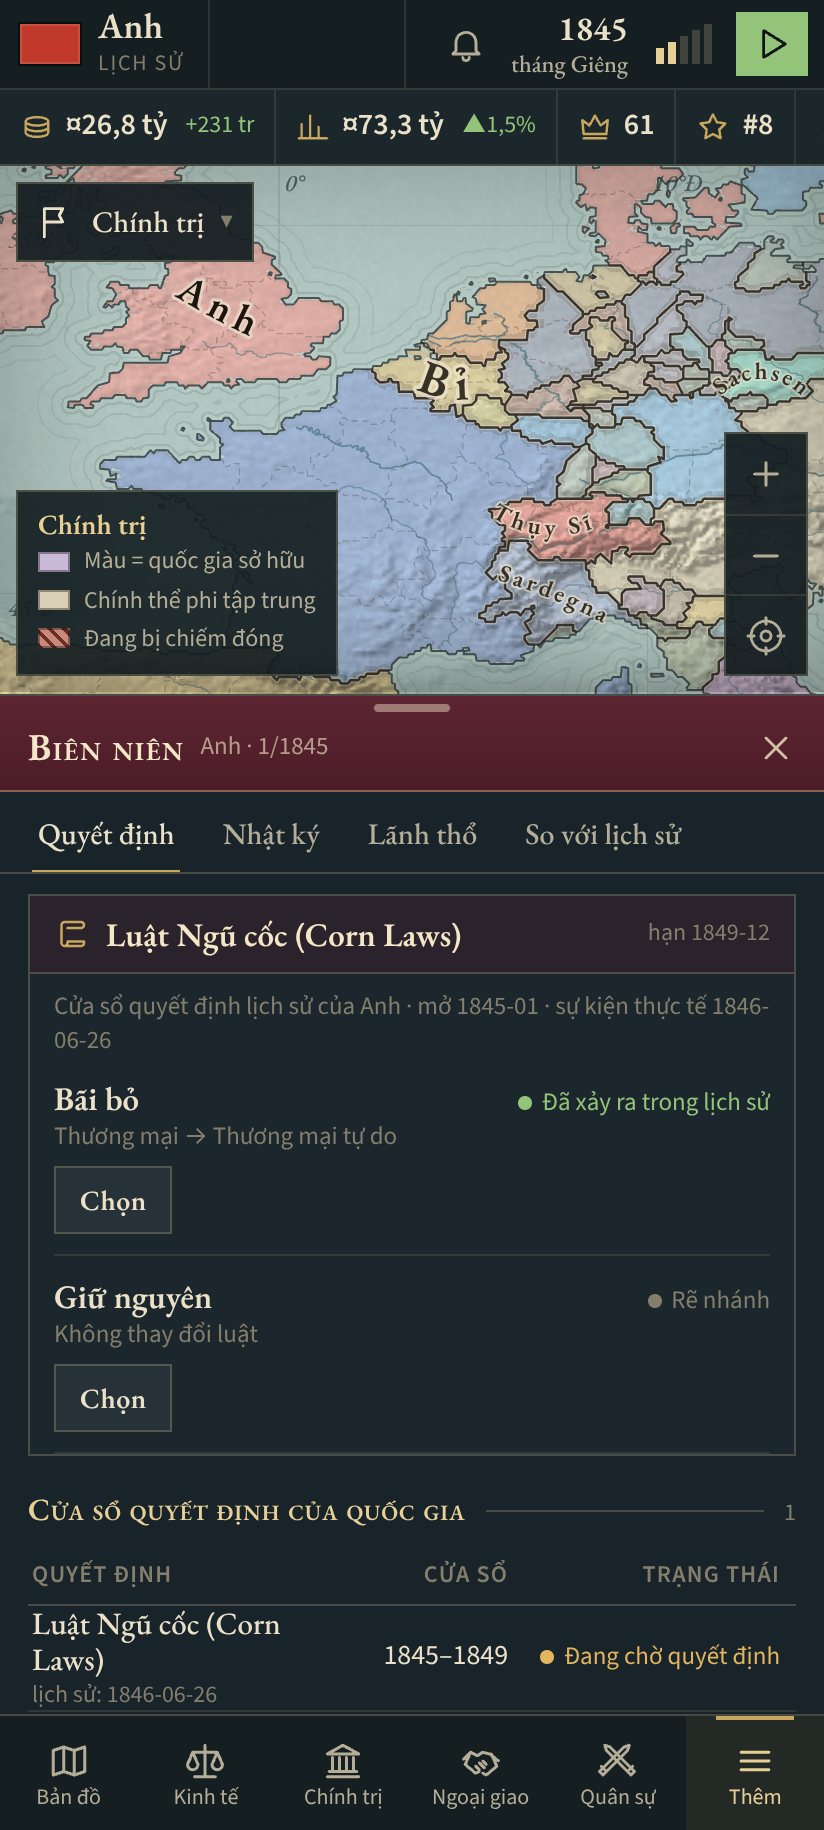 Anh
LỊCH SỬ
1845
tháng Giêng
¤26,8 tỷ +231 tr
¤73,3 tỷ ▲1,5%
61
#8
Chính trị ▼
0°
10°Đ
Anh
Bỉ
Sachsen
Thụy Sĩ
Sardegna
Chính trị
Màu = quốc gia sở hữu
Chính thể phi tập trung
Đang bị chiếm đóng
+
−
BIÊN NIÊN Anh · 1/1845
Quyết định Nhật ký Lãnh thổ So với lịch sử
Luật Ngũ cốc (Corn Laws) hạn 1849-12
Cửa sổ quyết định lịch sử của Anh · mở 1845-01 · sự kiện thực tế 1846-
06-26
Bãi bỏ ● Đã xảy ra trong lịch sử
Thương mại → Thương mại tự do
Chọn
Giữ nguyên ● Rẽ nhánh
Không thay đổi luật
Chọn
CỬA SỔ QUYẾT ĐỊNH CỦA QUỐC GIA 1
QUYẾT ĐỊNH CỬA SỔ TRẠNG THÁI
Luật Ngũ cốc (Corn
Laws)
1845–1849 ● Đang chờ quyết định
lịch sử: 1846-06-26
Bản đồ Kinh tế Chính trị Ngoại giao Quân sự Thêm